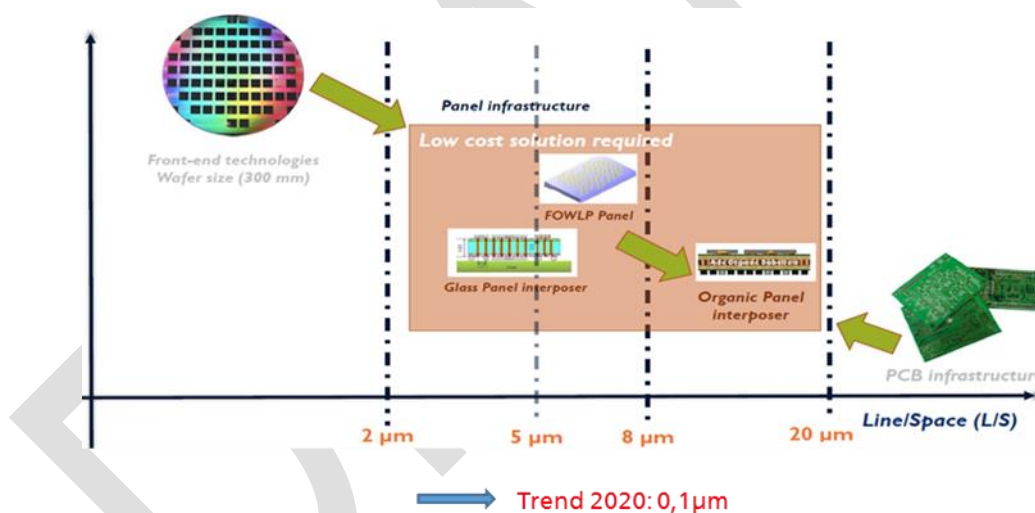 Panel infrastructure
Low cost solution required
Front-end technologies
Wafer size (300 mm)
FOWLP Panel
Glass Panel interposer
Organic Panel
interposer
PCB infrastructur
Line/Space (L/S)
2 µm
5 µm
8 µm
20 µm
Trend 2020: 0,1µm